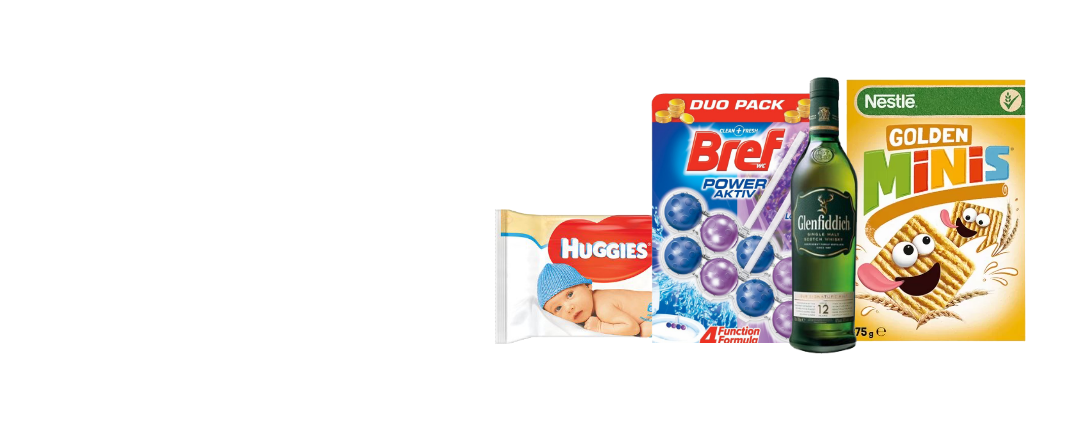 HUGGIES
DUO PACK
CLEAN + FRESH
Bref
WC
POWER
AKTIV
4 Function
Formula
Glenfiddich
SINGLE MALT
SCOTCH WHISKY
12
Nestlé
GOLDEN
MiNiS
75 g e